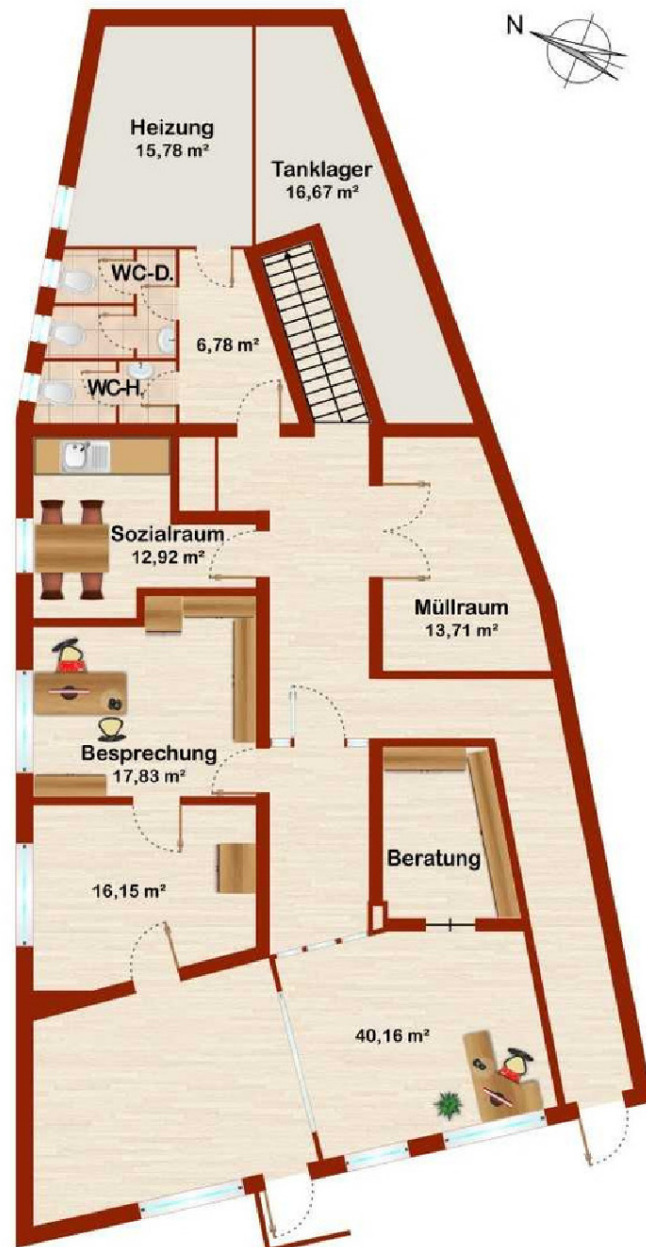 N
Heizung
15,78 m²
Tanklager
16,67 m²
WC-D.
6,78 m²
WC-H.
Sozialraum
12,92 m²
Müllraum
13,71 m²
Besprechung
17,83 m²
Beratung
16,15 m²
40,16 m²